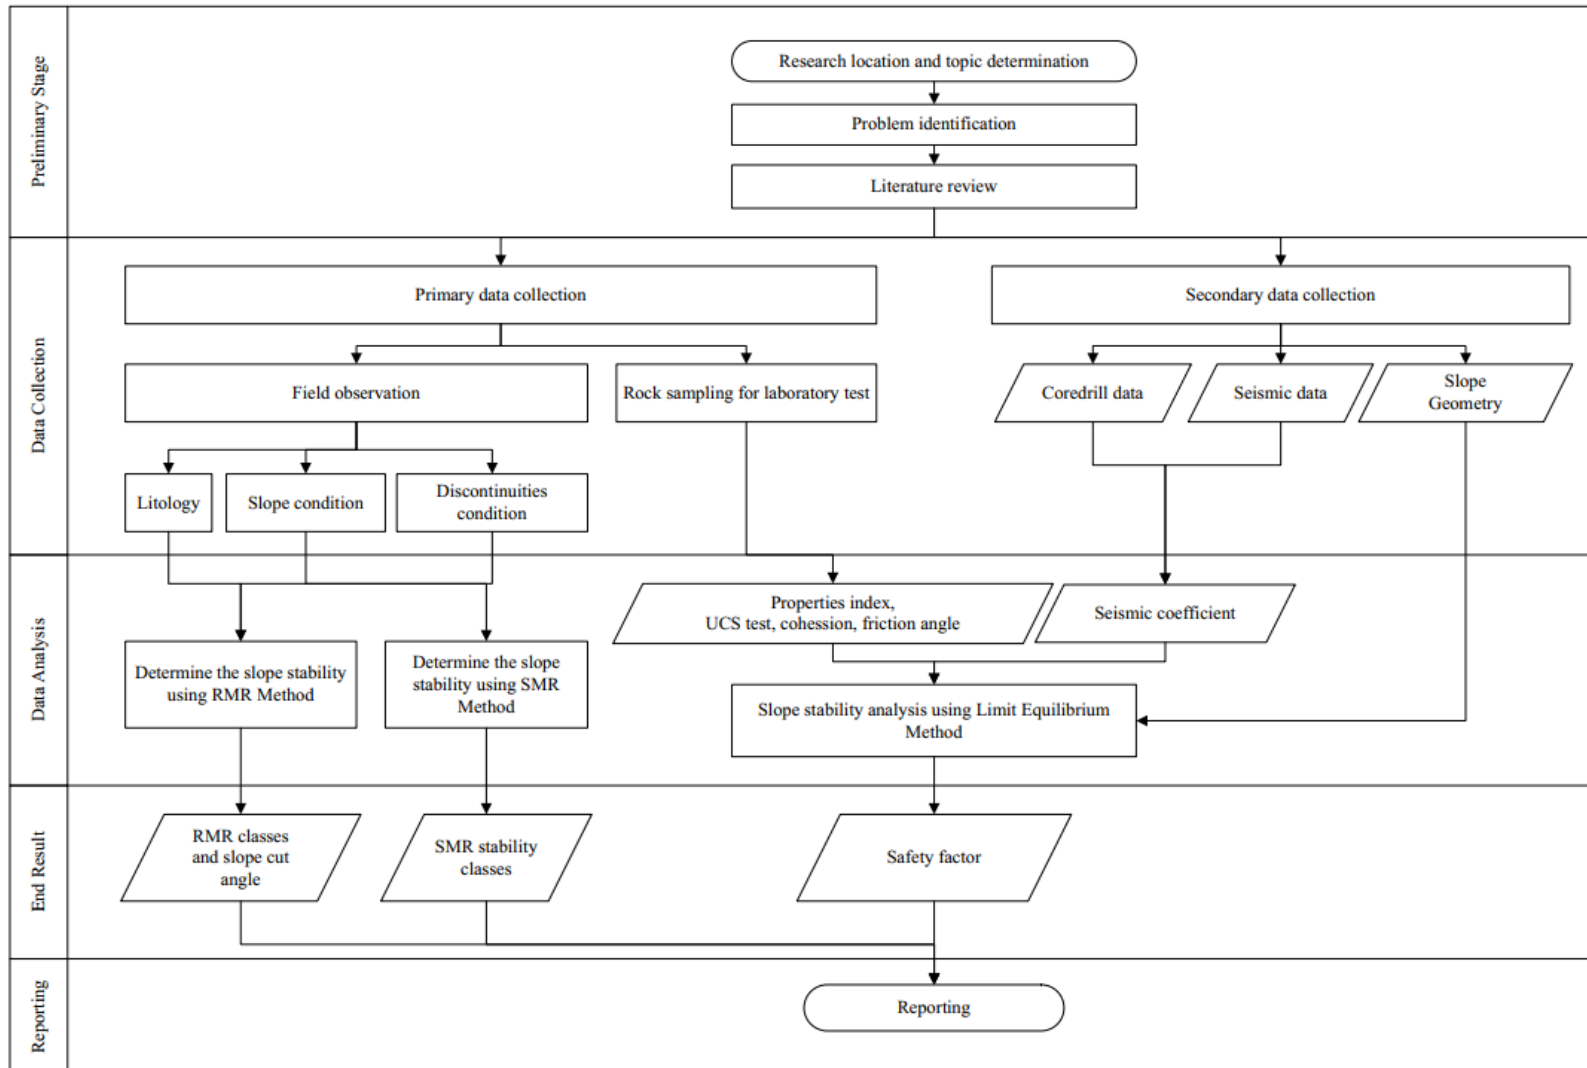 Preliminary Stage
Research location and topic determination
Problem identification
Literature review
Data Collection
Primary data collection
Secondary data collection
Field observation
Rock sampling for laboratory test
Coredrill data
Seismic data
Slope
Geometry
Litology
Slope condition
Discontinuities
condition
Data Analysis
Properties index,
UCS test, cohession, friction angle
Seismic coefficient
Determine the slope stability
using RMR Method
Determine the slope
stability using SMR
Method
Slope stability analysis using Limit Equilibrium
Method
End Result
RMR classes
and slope cut
angle
SMR stability
classes
Safety factor
Reporting
Reporting